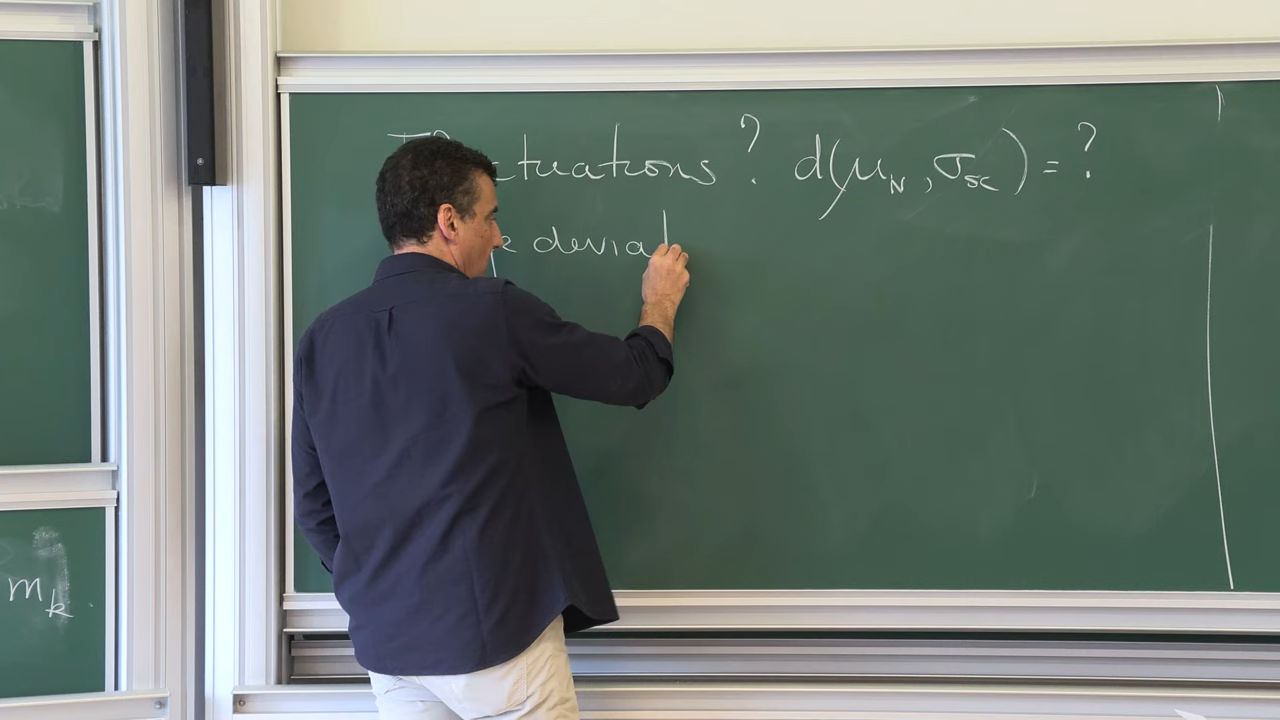 ctuations ? d(μ_N, σ_sc) = ?
deviat
m_k